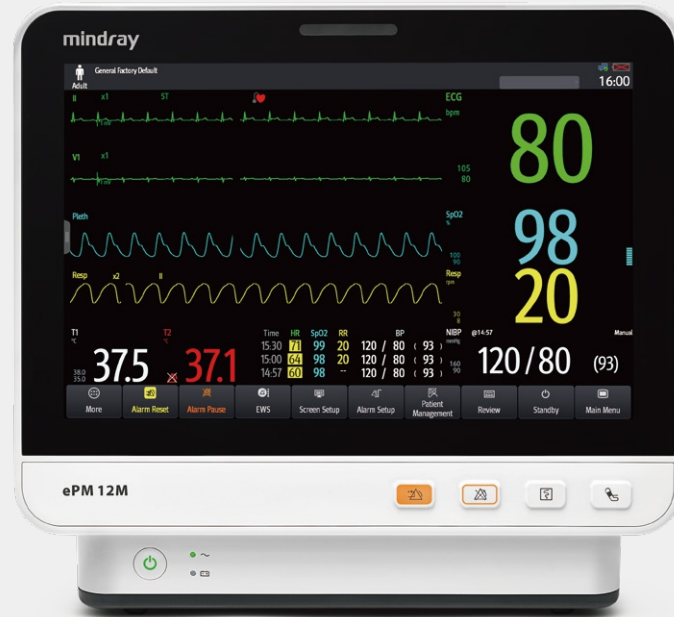 mindray
Adult
General Factory Default
16:00
II x1 ST
ECG
bpm
80
1 mV
V1 x1
105
80
Pleth
SpO2
%
98
100
90
Resp x2 II
Resp
rpm
20
30
8
T1
°C
37.5
38.0
35.0
T2
°C
37.1
Time HR SpO2 RR BP
15:30 71 99 20 120 / 80 ( 93 )
15:00 64 98 20 120 / 80 ( 93 )
14:57 60 98 -- 120 / 80 ( 93 )
NIBP @14:57 Manual
mmHg
160
90
120/80 (93)
More
Alarm Reset
Alarm Pause
EWS
Screen Setup
Alarm Setup
Patient
Management
Review
Standby
Main Menu
ePM 12M